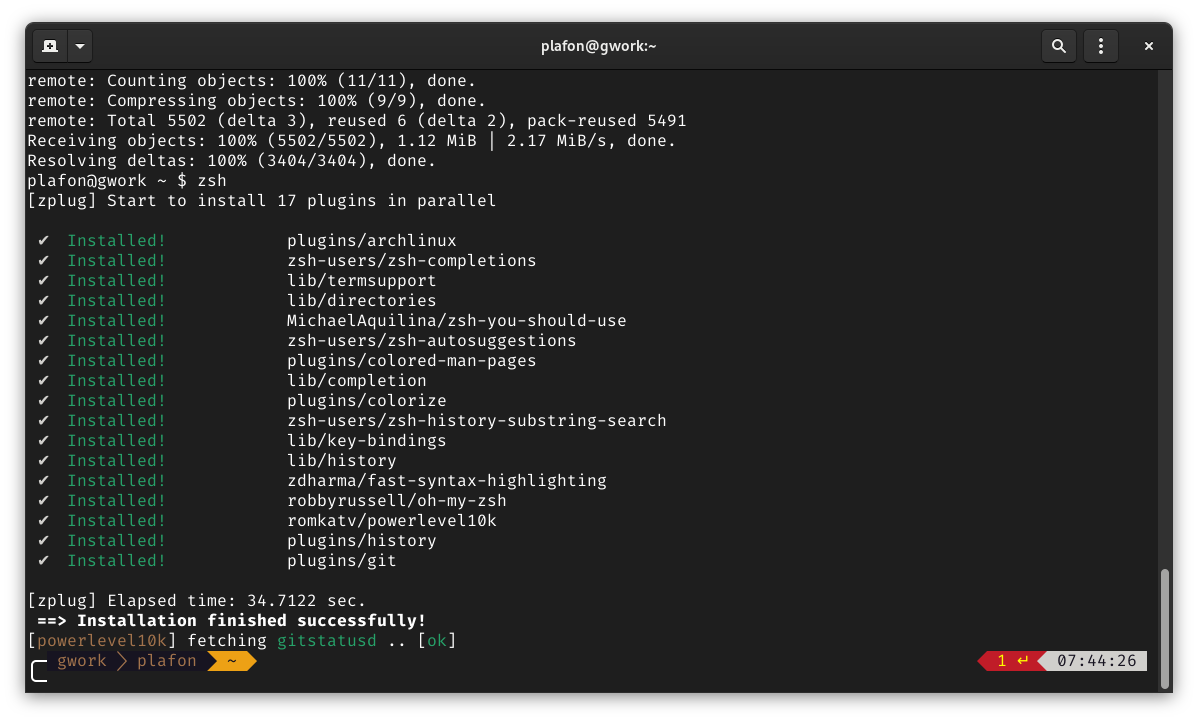 plafon@gwork:~
remote: Counting objects: 100% (11/11), done.
remote: Compressing objects: 100% (9/9), done.
remote: Total 5502 (delta 3), reused 6 (delta 2), pack-reused 5491
Receiving objects: 100% (5502/5502), 1.12 MiB | 2.17 MiB/s, done.
Resolving deltas: 100% (3404/3404), done.
plafon@gwork ~ $ zsh
[zplug] Start to install 17 plugins in parallel
✔ Installed! plugins/archlinux
✔ Installed! zsh-users/zsh-completions
✔ Installed! lib/termsupport
✔ Installed! lib/directories
✔ Installed! MichaelAquilina/zsh-you-should-use
✔ Installed! zsh-users/zsh-autosuggestions
✔ Installed! plugins/colored-man-pages
✔ Installed! lib/completion
✔ Installed! plugins/colorize
✔ Installed! zsh-users/zsh-history-substring-search
✔ Installed! lib/key-bindings
✔ Installed! lib/history
✔ Installed! zdharma/fast-syntax-highlighting
✔ Installed! robbyrussell/oh-my-zsh
✔ Installed! romkatv/powerlevel10k
✔ Installed! plugins/history
✔ Installed! plugins/git
[zplug] Elapsed time: 34.7122 sec.
==> Installation finished successfully!
[powerlevel10k] fetching gitstatusd .. [ok]
gwork plafon ~ 1 ↵ 07:44:26